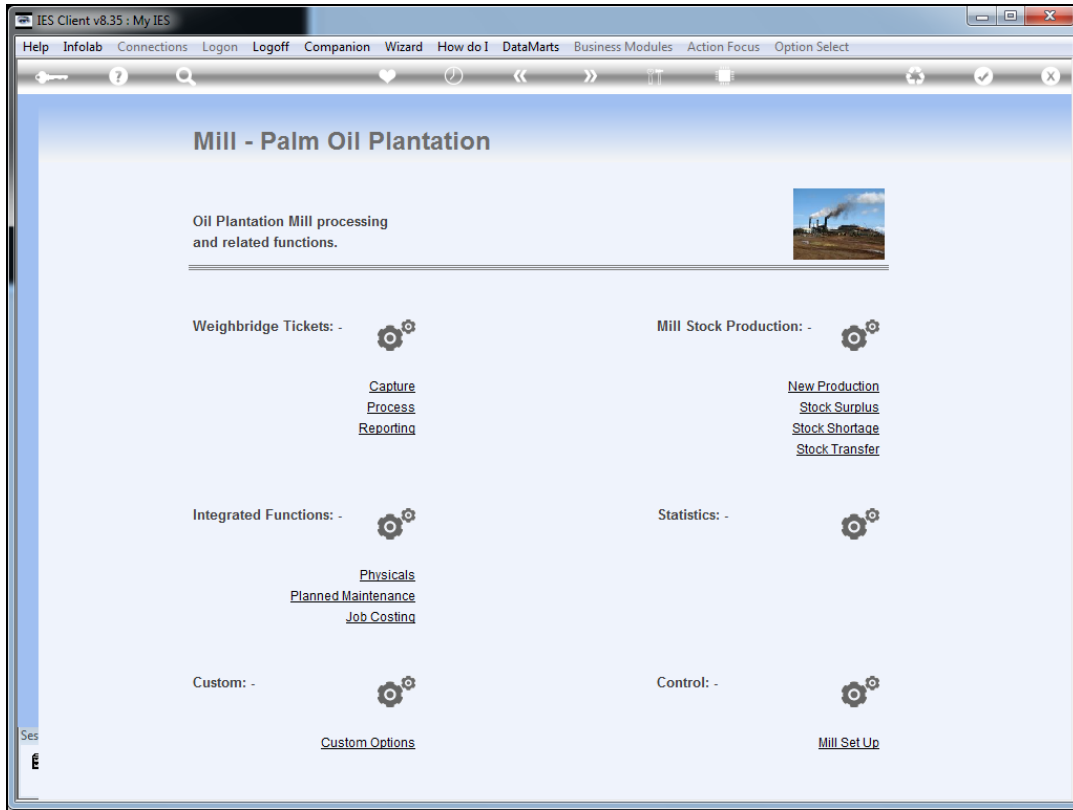 IES Client v8.35 : My IES
Help Infolab Connections Logon Logoff Companion Wizard How do I DataMarts Business Modules Action Focus Option Select
Mill - Palm Oil Plantation
Oil Plantation Mill processing
and related functions.
Weighbridge Tickets: -
Capture
Process
Reporting
Mill Stock Production: -
New Production
Stock Surplus
Stock Shortage
Stock Transfer
Integrated Functions: -
Physicals
Planned Maintenance
Job Costing
Statistics: -
Custom: -
Custom Options
Control: -
Mill Set Up
Ses